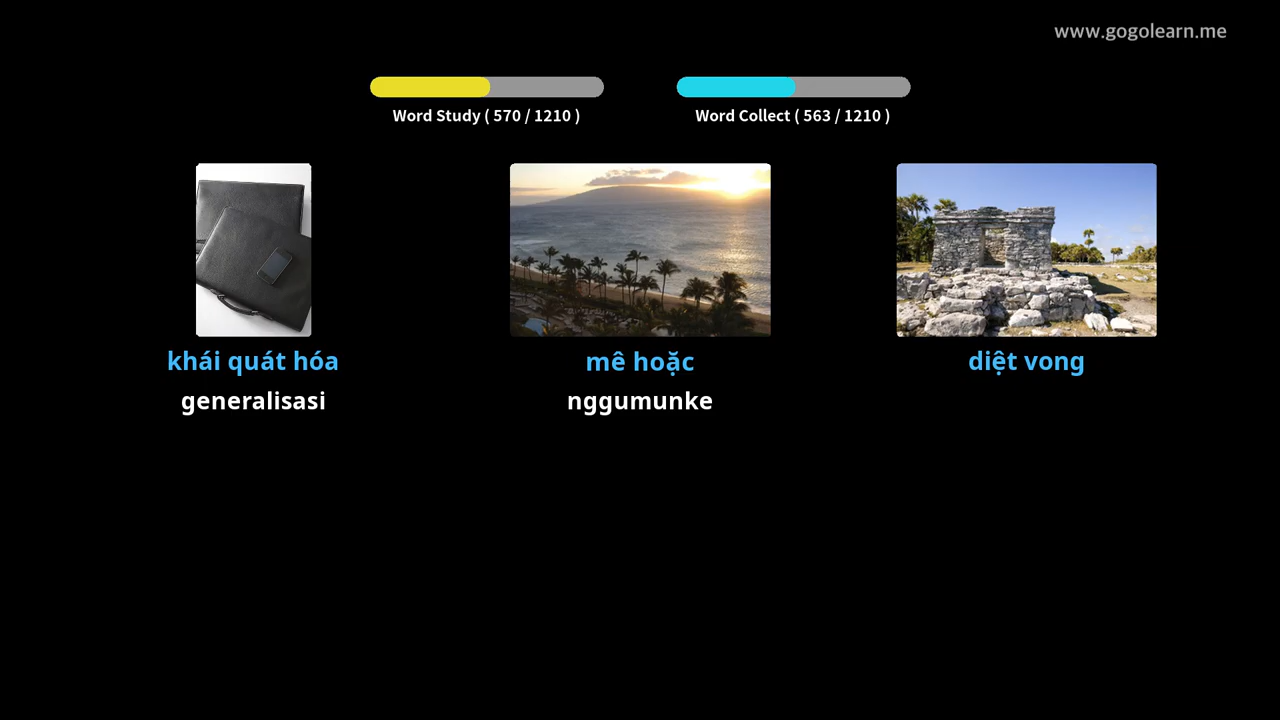 www.gogolearn.me
Word Study ( 570 / 1210 )
Word Collect ( 563 / 1210 )
khái quát hóa
generalisasi
mê hoặc
nggumunke
diệt vong